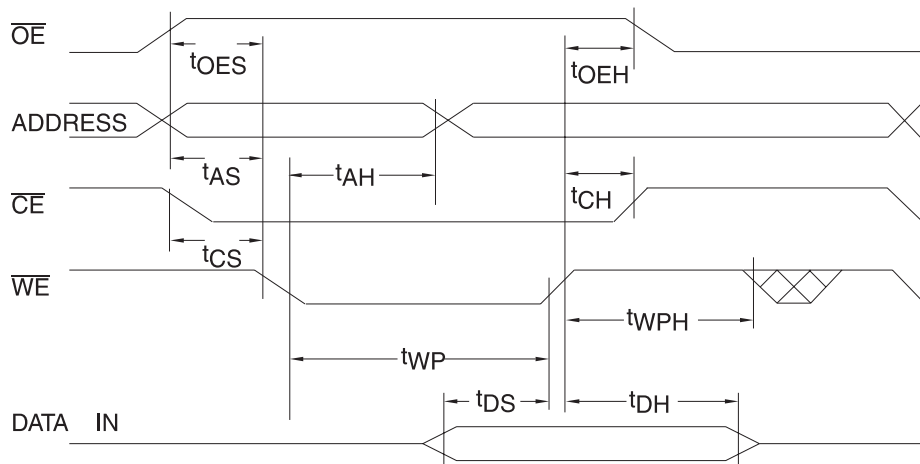 OE
tOES
tOEH
ADDRESS
tAS
tAH
tCH
CE
tCS
WE
tWPH
tWP
tDS
tDH
DATA IN